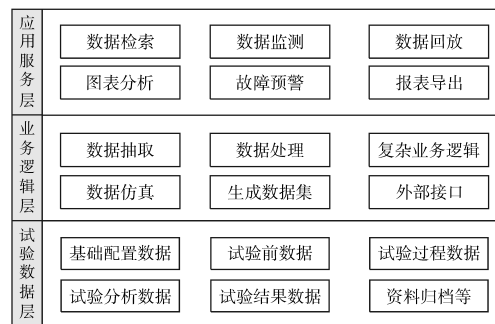 应用服务层
数据检索 数据监测 数据回放
图表分析 故障预警 报表导出
业务逻辑层
数据抽取 数据处理 复杂业务逻辑
数据仿真 生成数据集 外部接口
试验数据层
基础配置数据 试验前数据 试验过程数据
试验分析数据 试验结果数据 资料归档等